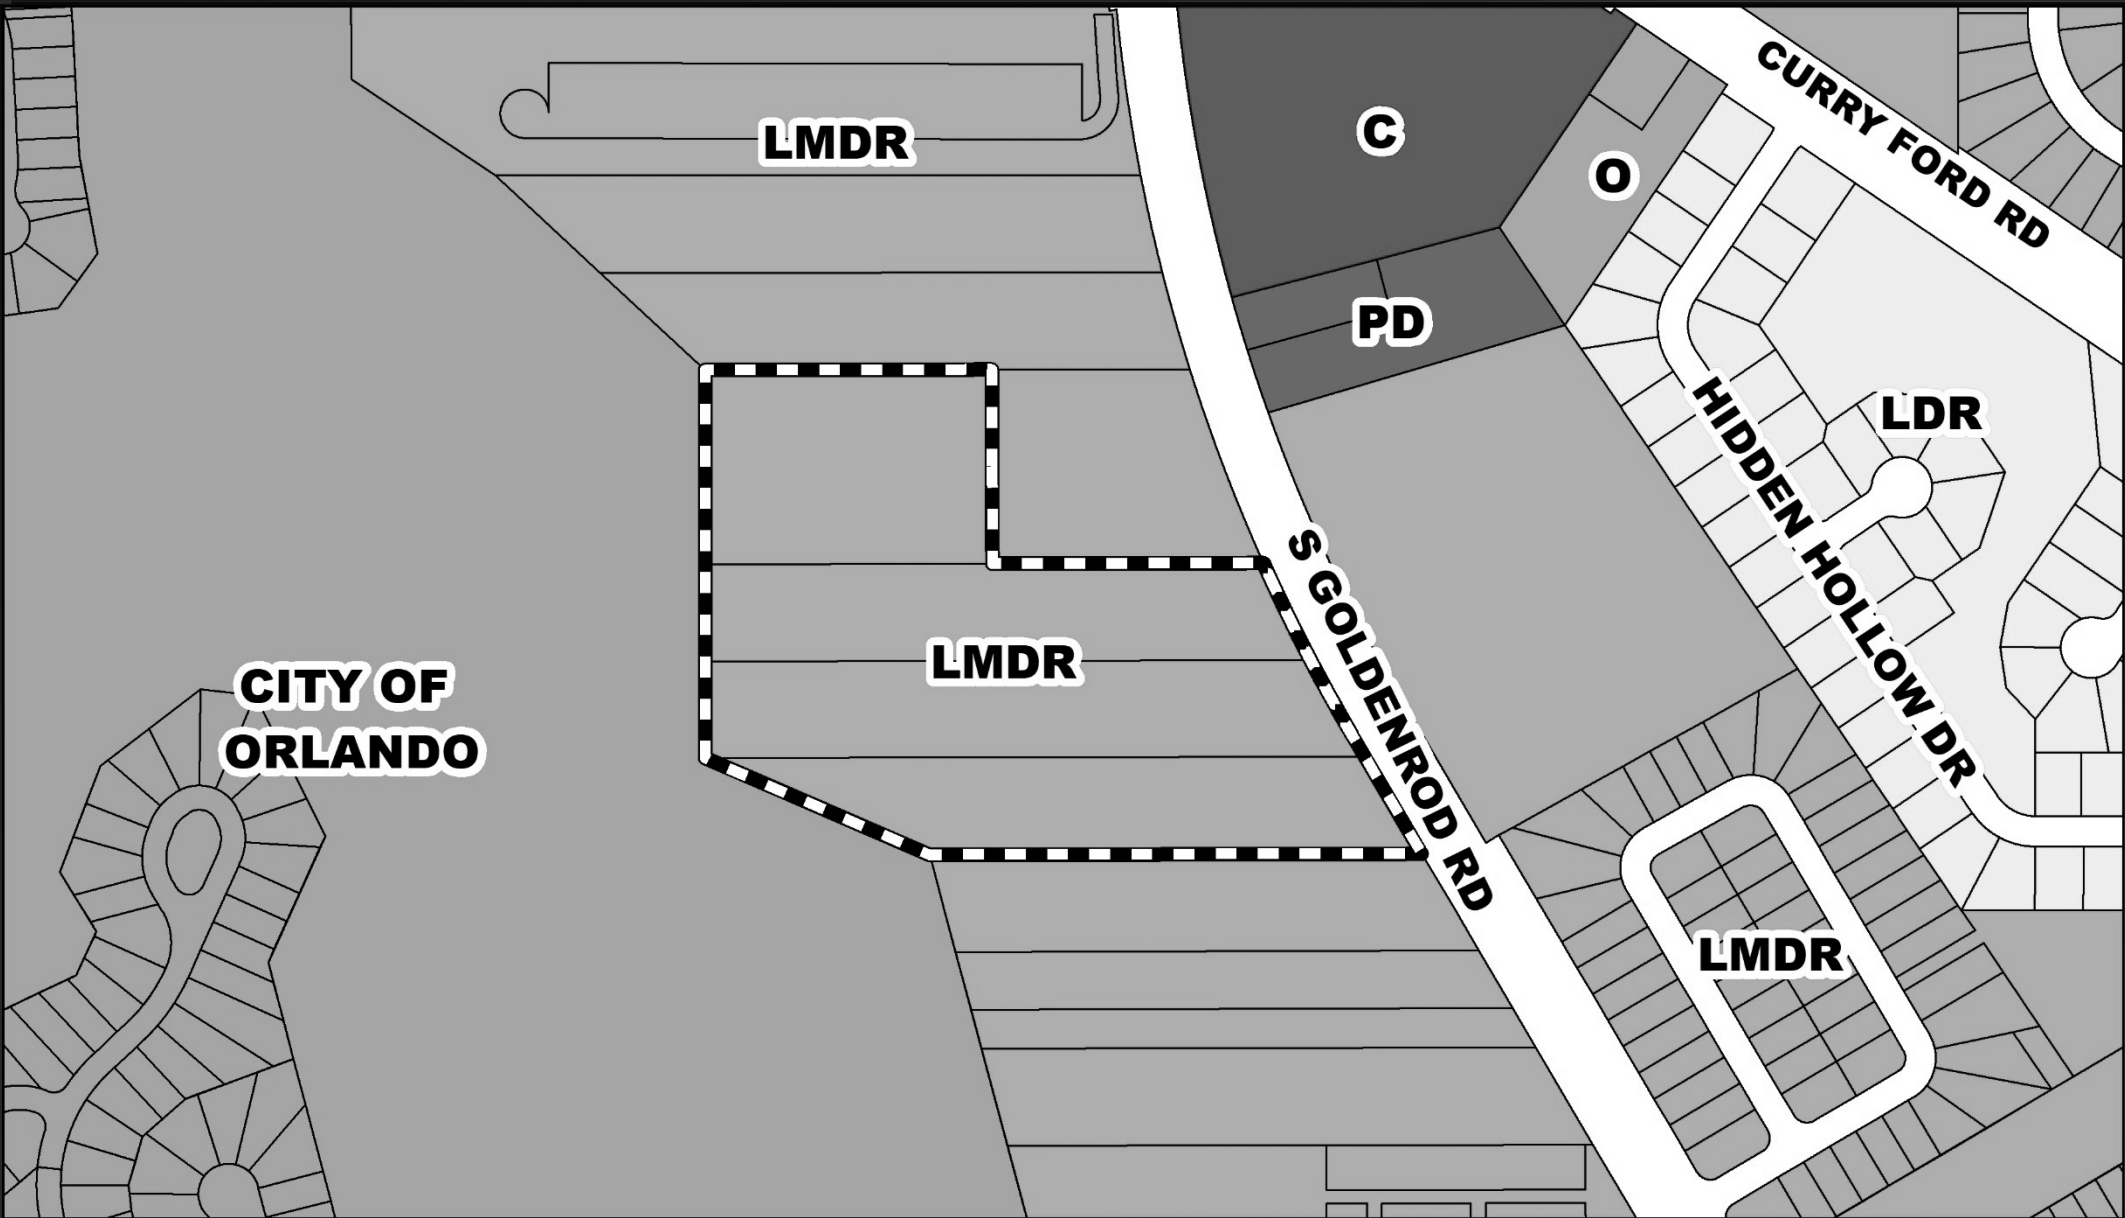 CURRY FORD RD
C
LMDR
O
PD
LDR
HIDDEN HOLLOW DR
S GOLDENROD RD
LMDR
CITY OF
ORLANDO
LMDR